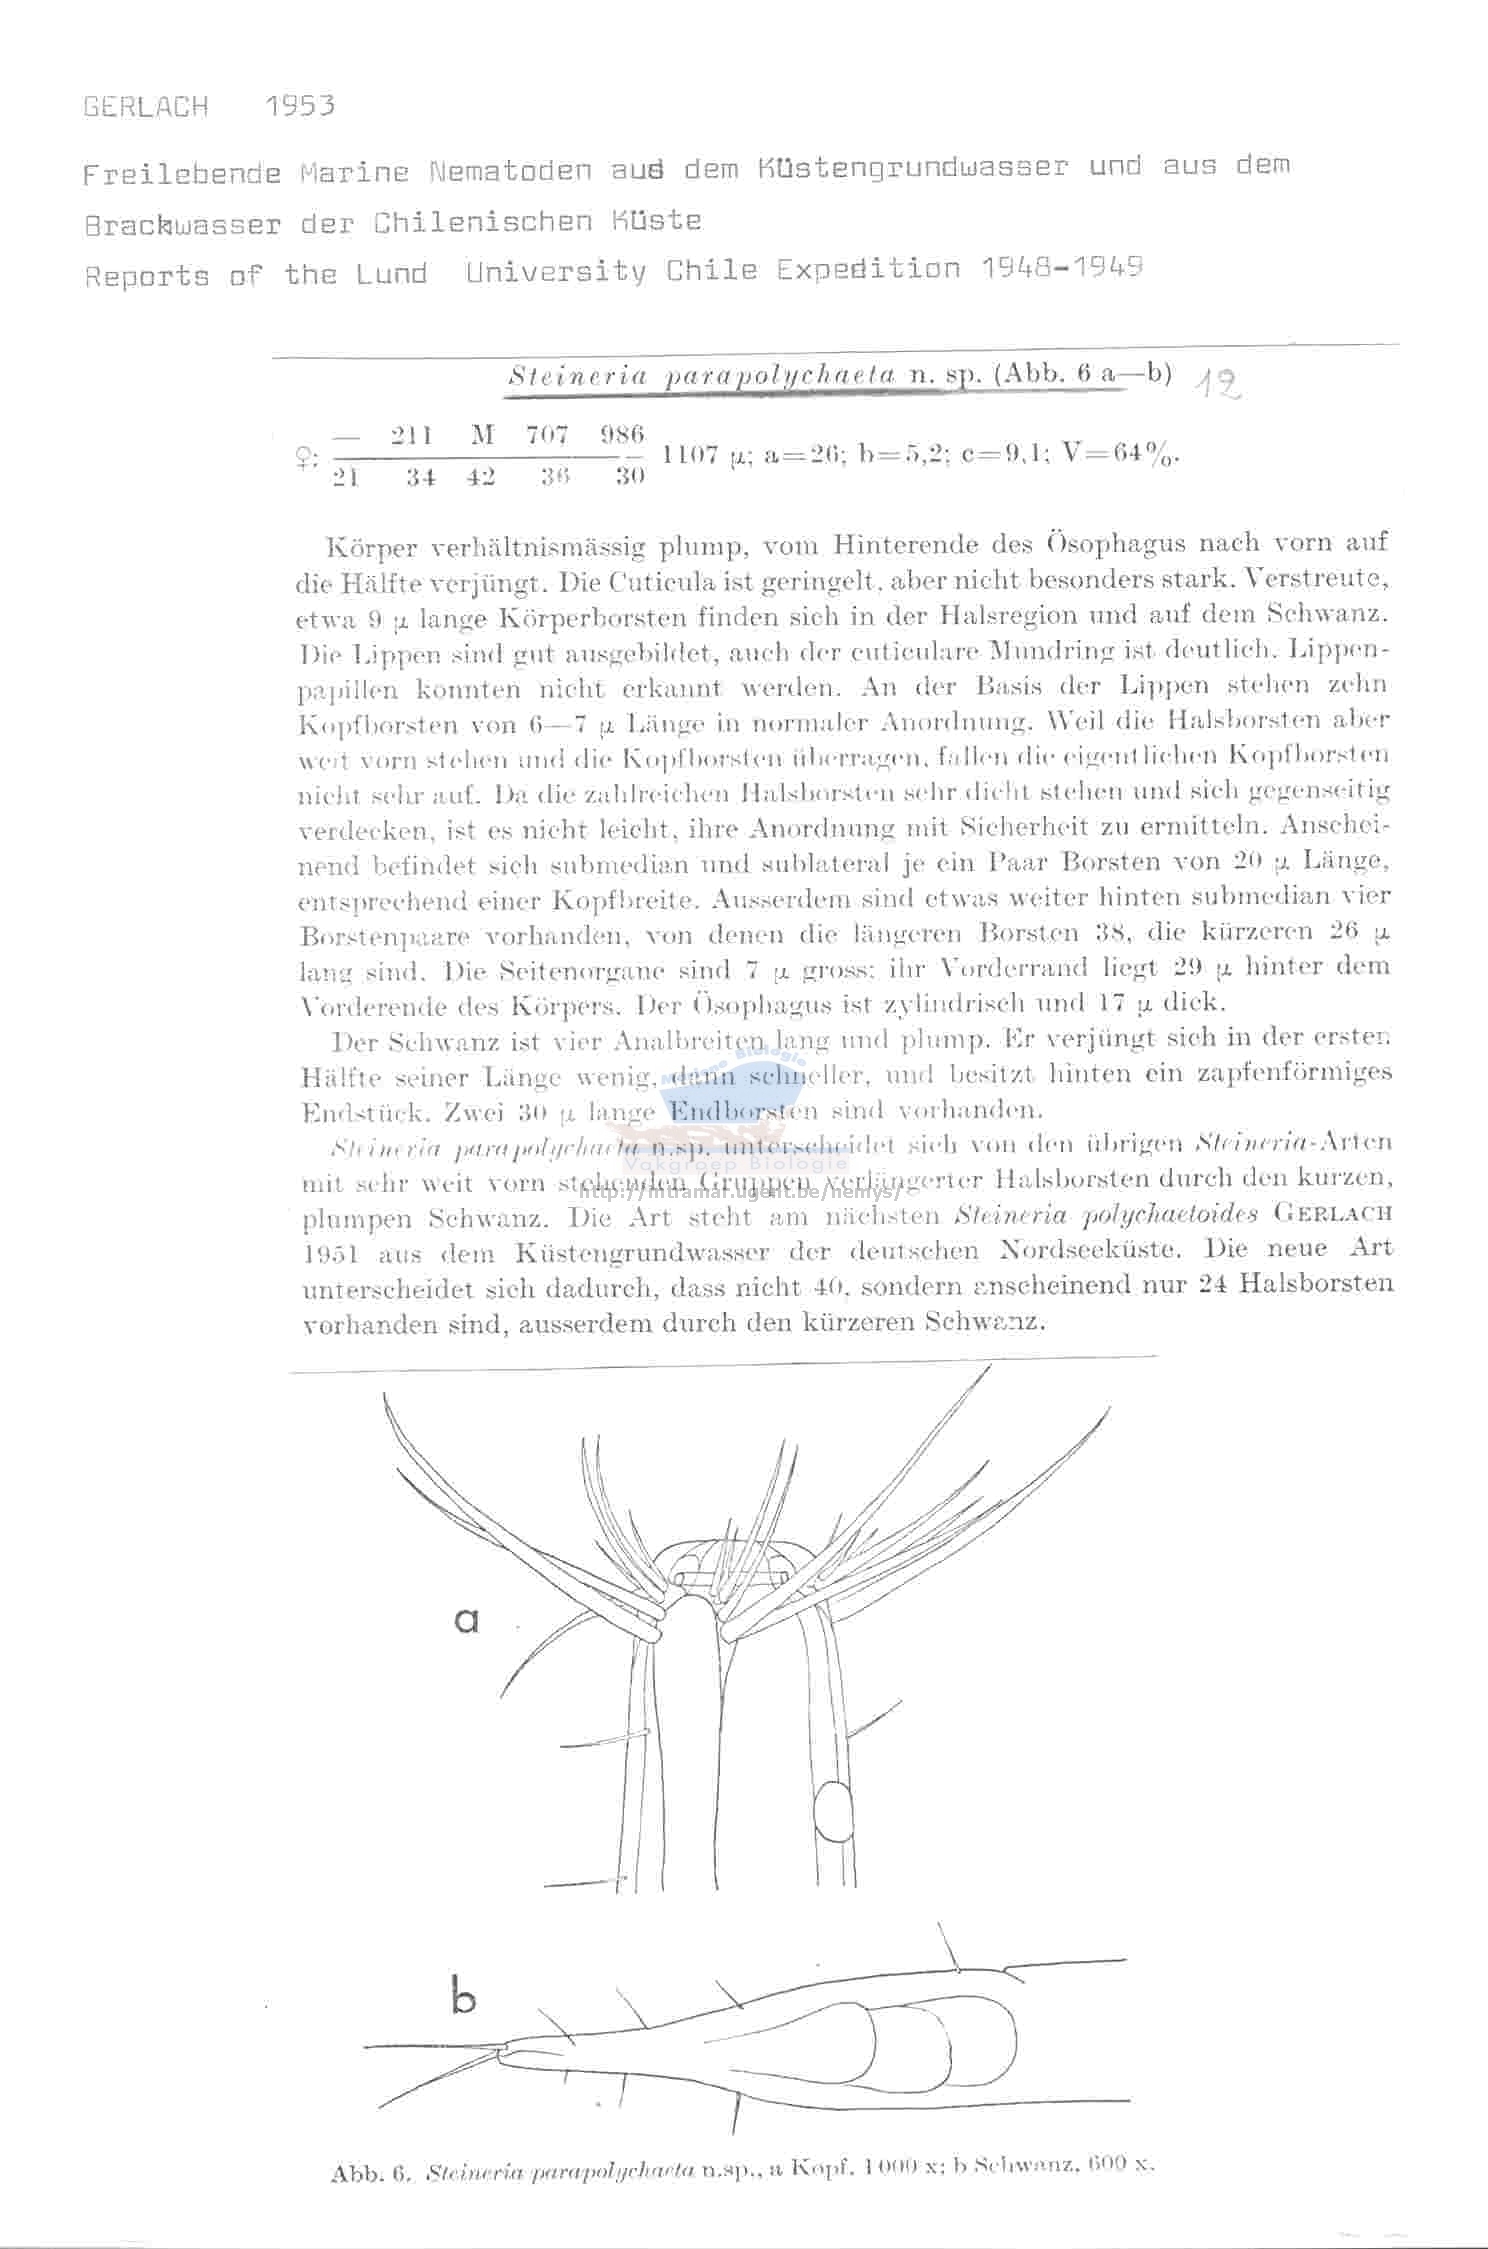 GERLACH 1953
Freilebende Marine Nematoden aus dem Küstengrundwasser und aus dem
Brackwasser der Chilenischen Küste
Reports of the Lund University Chile Expedition 1948-1949
Steineria parapolychaeta n. sp. (Abb. 6 a—b) 12
— 211 M 707 986
♀: 1107 µ; a=26; b=5,2; c=9,1; V=64%.
21 34 42 36 30
Körper verhältnismässig plump, vom Hinterende des Ösophagus nach vorn auf
die Hälfte verjüngt. Die Cuticula ist geringelt, aber nicht besonders stark. Verstreute,
etwa 9 µ lange Körperborsten finden sich in der Halsregion und auf dem Schwanz.
Die Lippen sind gut ausgebildet, auch der cuticulare Mundring ist deutlich. Lippen-
papillen konnten nicht erkannt werden. An der Basis der Lippen stehen zehn
Kopfborsten von 6—7 µ Länge in normaler Anordnung. Weil die Halsborsten aber
weit vorn stehen und die Kopfborsten überragen, fallen die eigentlichen Kopfborsten
nicht sehr auf. Da die zahlreichen Halsborsten sehr dicht stehen und sich gegenseitig
verdecken, ist es nicht leicht, ihre Anordnung mit Sicherheit zu ermitteln. Anschei-
nend befindet sich submedian und sublateral je ein Paar Borsten von 20 µ Länge,
entsprechend einer Kopfbreite. Ausserdem sind etwas weiter hinten submedian vier
Borstenpaare vorhanden, von denen die längeren Borsten 38, die kürzeren 26 µ
lang sind. Die Seitenorgane sind 7 µ gross; ihr Vorderrand liegt 29 µ hinter dem
Vorderende des Körpers. Der Ösophagus ist zylindrisch und 17 µ dick.
Der Schwanz ist vier Analbreiten lang und plump. Er verjüngt sich in der ersten
Hälfte seiner Länge wenig, dann schneller, und besitzt hinten ein zapfenförmiges
Endstück. Zwei 30 µ lange Endborsten sind vorhanden.
Steineria parapolychaeta n.sp. unterscheidet sich von den übrigen Steineria-Arten
mit sehr weit vorn stehenden Gruppen verlängerter Halsborsten durch den kurzen,
plumpen Schwanz. Die Art steht am nächsten Steineria polychaetoides GERLACH
1951 aus dem Küstengrundwasser der deutschen Nordseeküste. Die neue Art
unterscheidet sich dadurch, dass nicht 40, sondern anscheinend nur 24 Halsborsten
vorhanden sind, ausserdem durch den kürzeren Schwanz.
Biologie
Vakgroep Biologie
http://intramar.ugent.be/nemys/
a
b
Abb. 6. Steineria parapolychaeta n.sp., a Kopf, 1000 x; b Schwanz, 600 x.